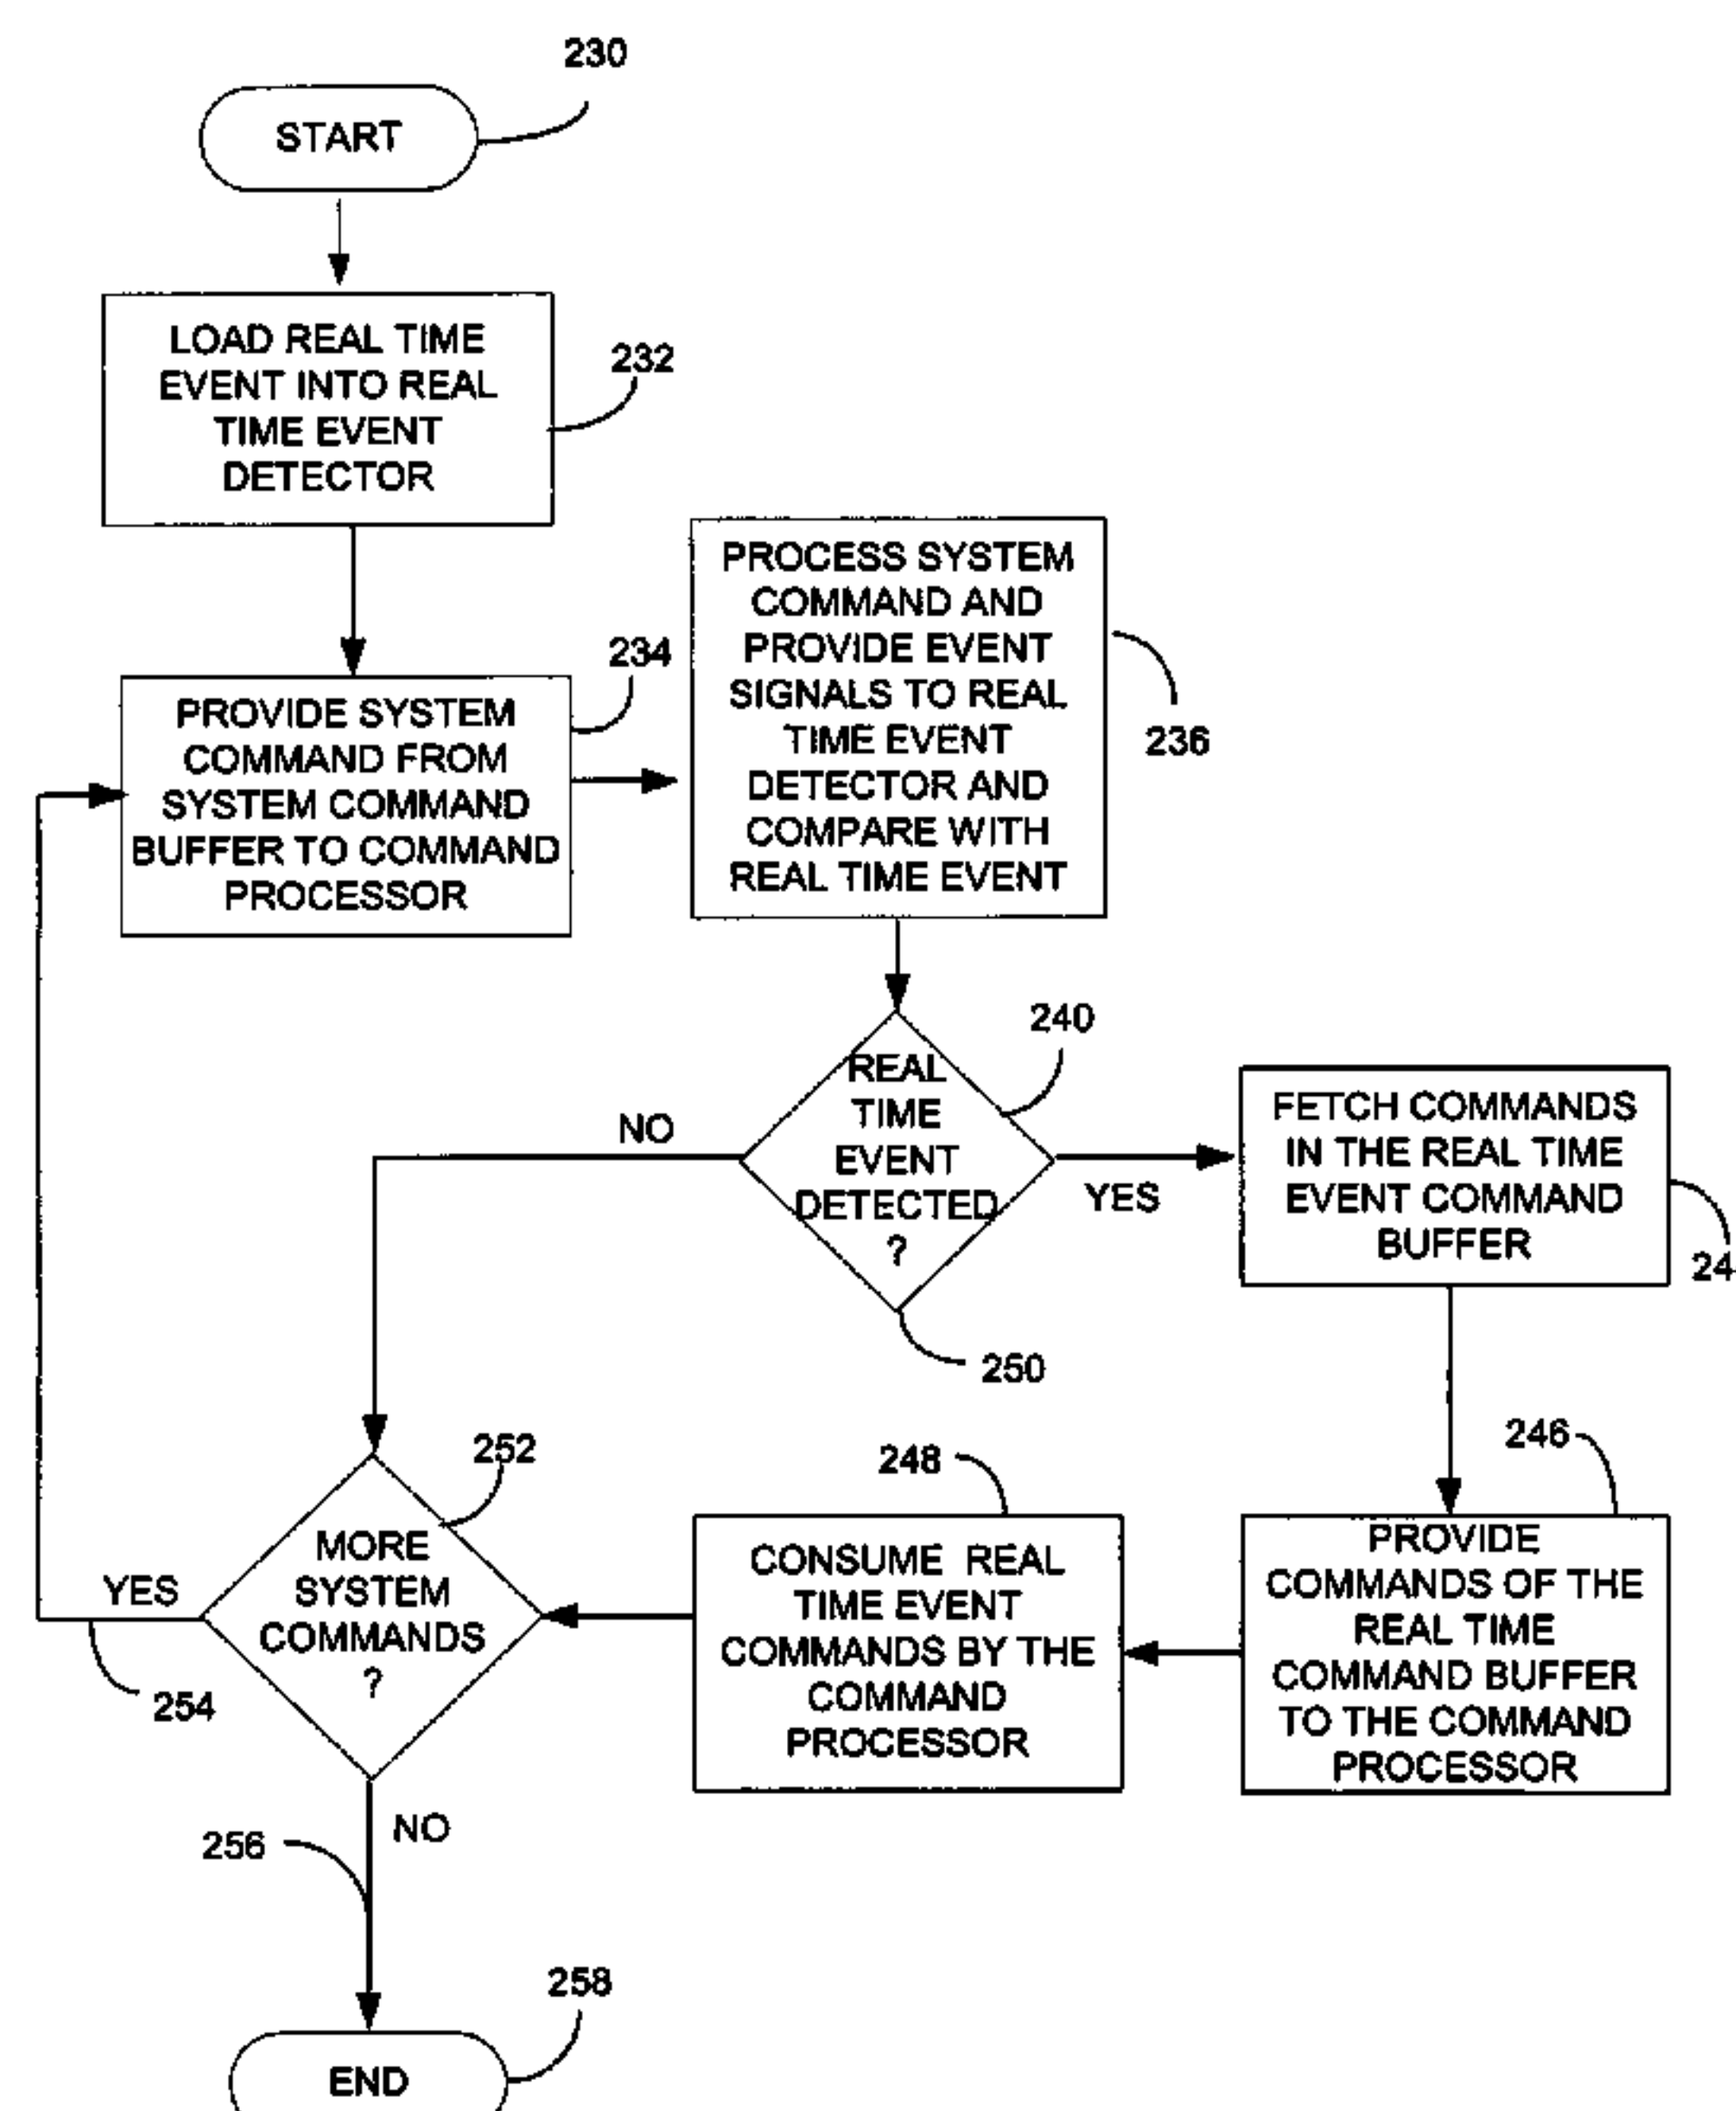 230
START
LOAD REAL TIME
EVENT INTO REAL
TIME EVENT
DETECTOR
232
PROVIDE SYSTEM
COMMAND FROM
SYSTEM COMMAND
BUFFER TO COMMAND
PROCESSOR
234
PROCESS SYSTEM
COMMAND AND
PROVIDE EVENT
SIGNALS TO REAL
TIME EVENT
DETECTOR AND
COMPARE WITH
REAL TIME EVENT
236
REAL
TIME
EVENT
DETECTED
?
240
NO
YES
250
FETCH COMMANDS
IN THE REAL TIME
EVENT COMMAND
BUFFER
24
246
PROVIDE
COMMANDS OF THE
REAL TIME
COMMAND BUFFER
TO THE COMMAND
PROCESSOR
248
CONSUME REAL
TIME EVENT
COMMANDS BY THE
COMMAND
PROCESSOR
252
MORE
SYSTEM
COMMANDS
?
YES
254
NO
256
258
END